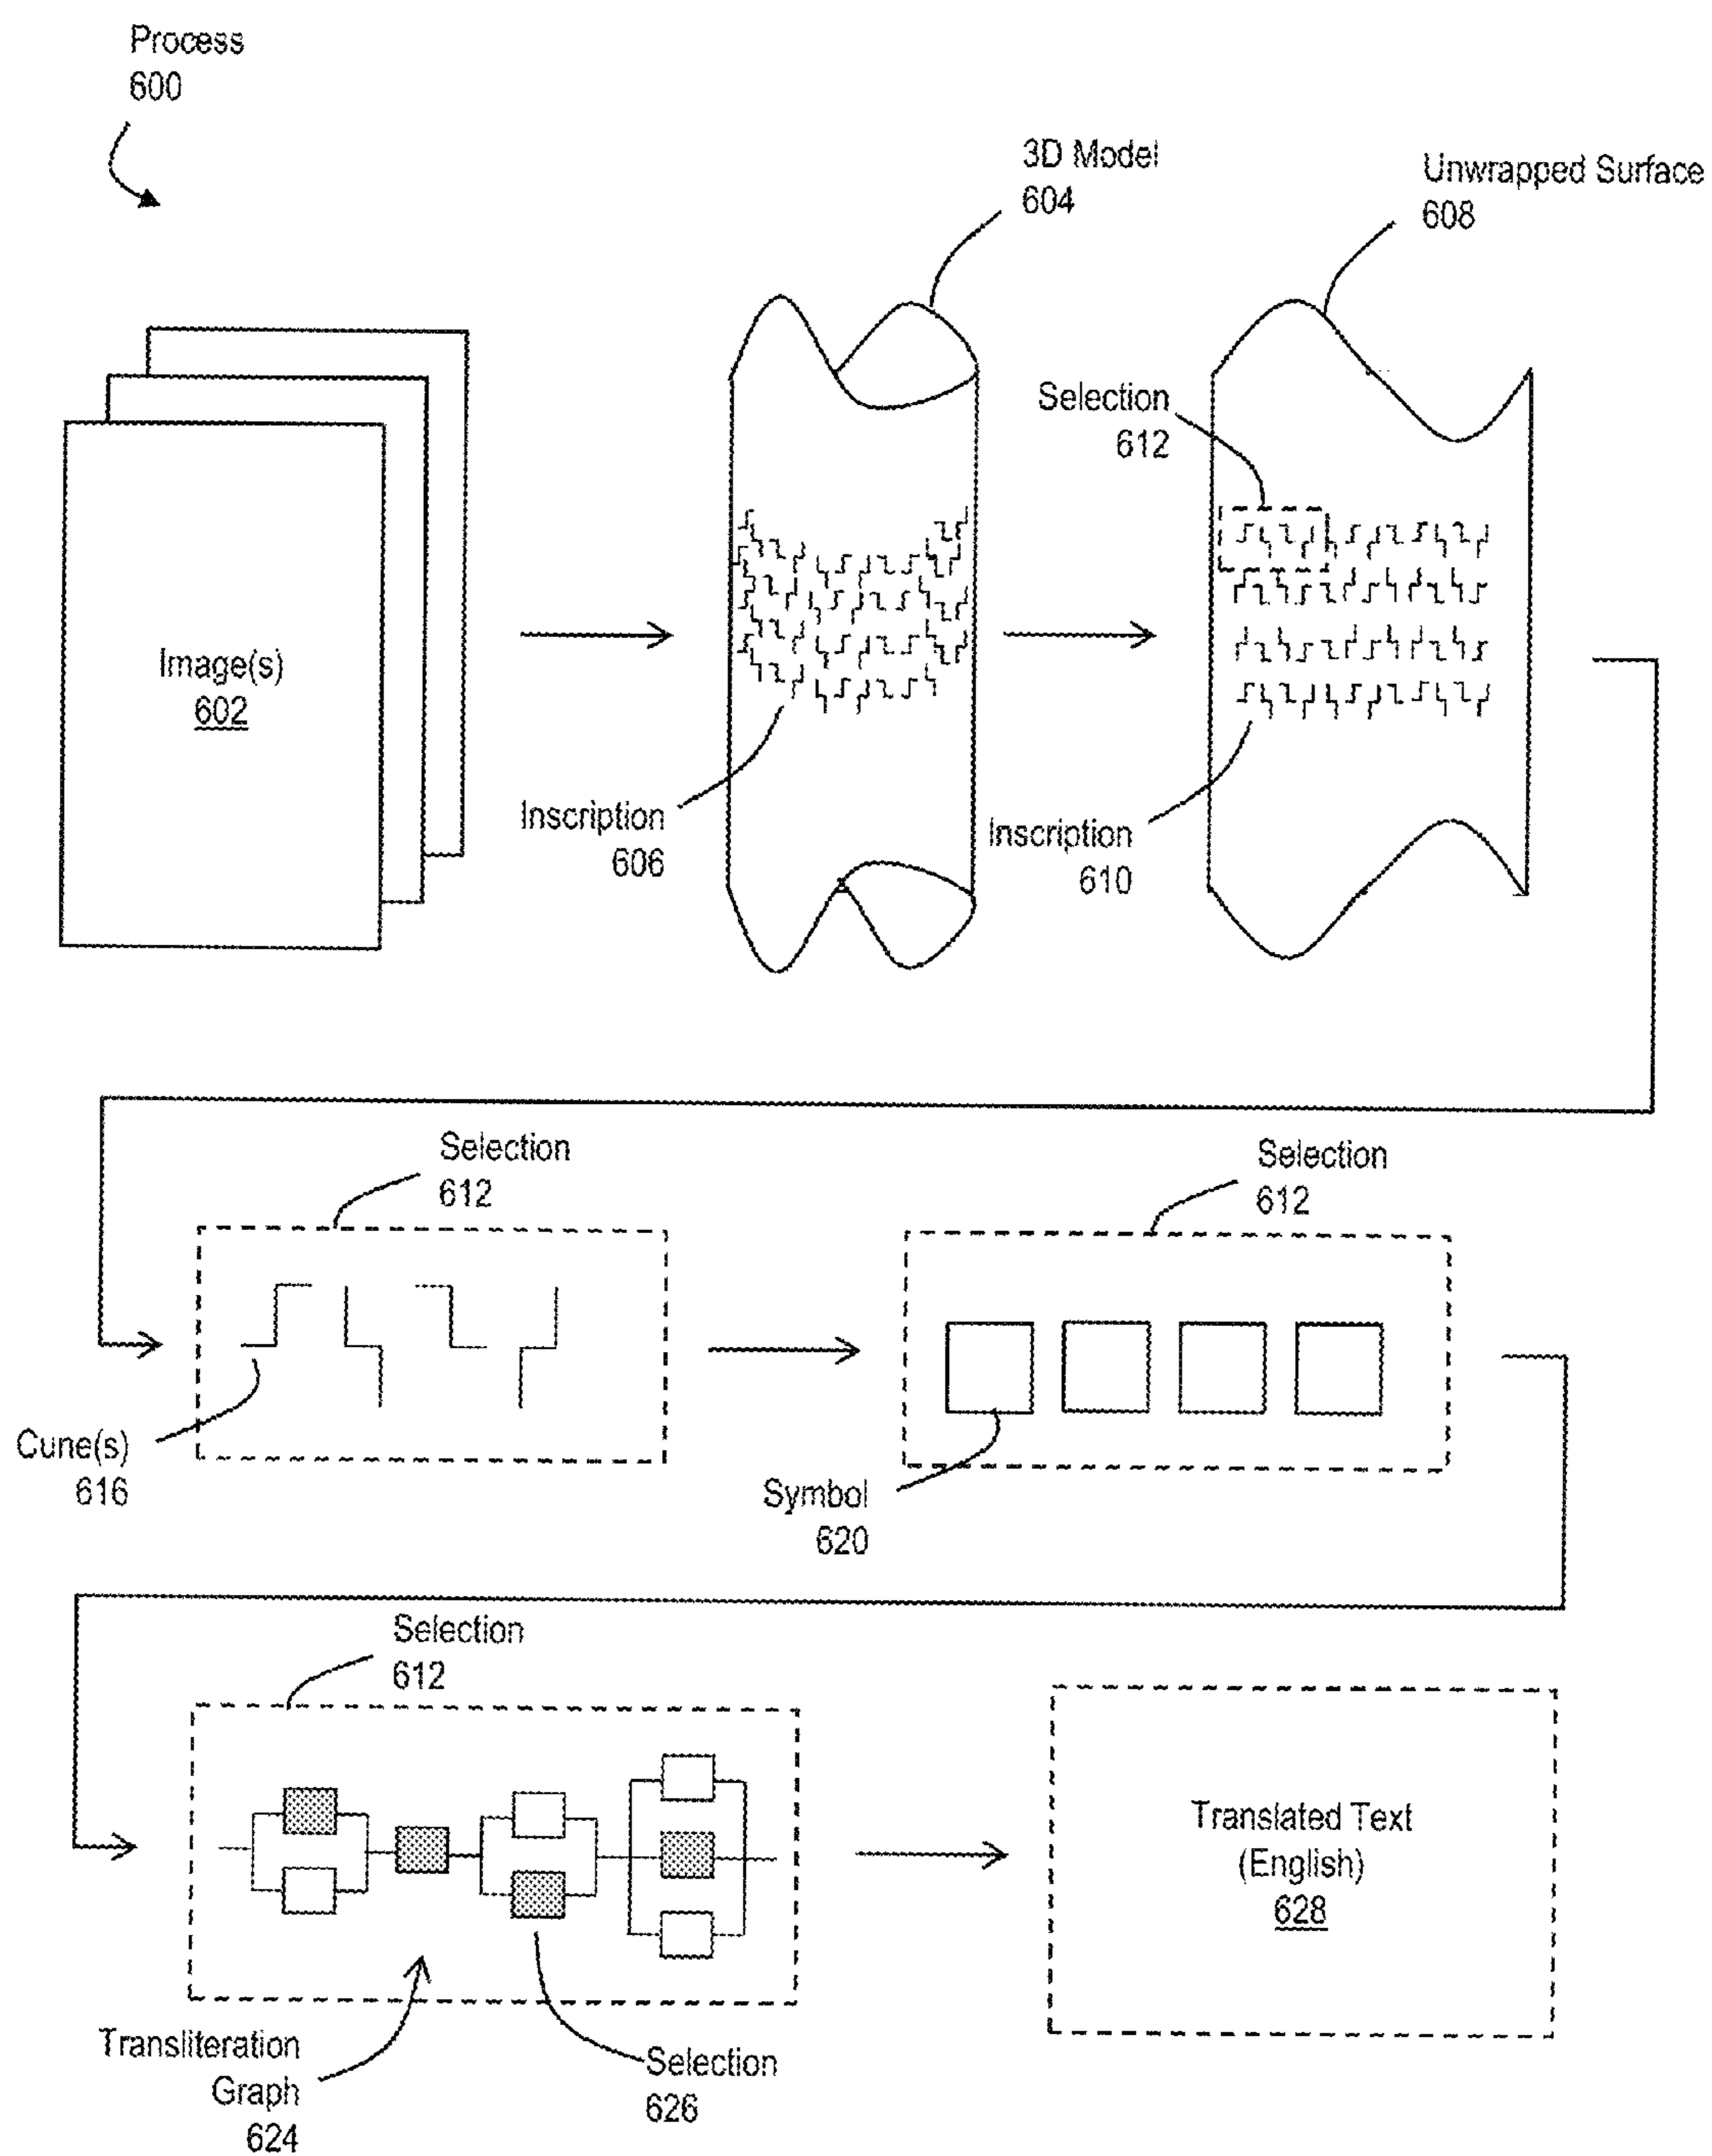 Process
600
3D Model
604
Unwrapped Surface
608
Selection
612
Image(s)
602
Inscription
606
Inscription
610
Selection
612
Selection
612
Cune(s)
616
Symbol
620
Selection
612
Translated Text
(English)
628
Transliteration
Graph
624
Selection
626